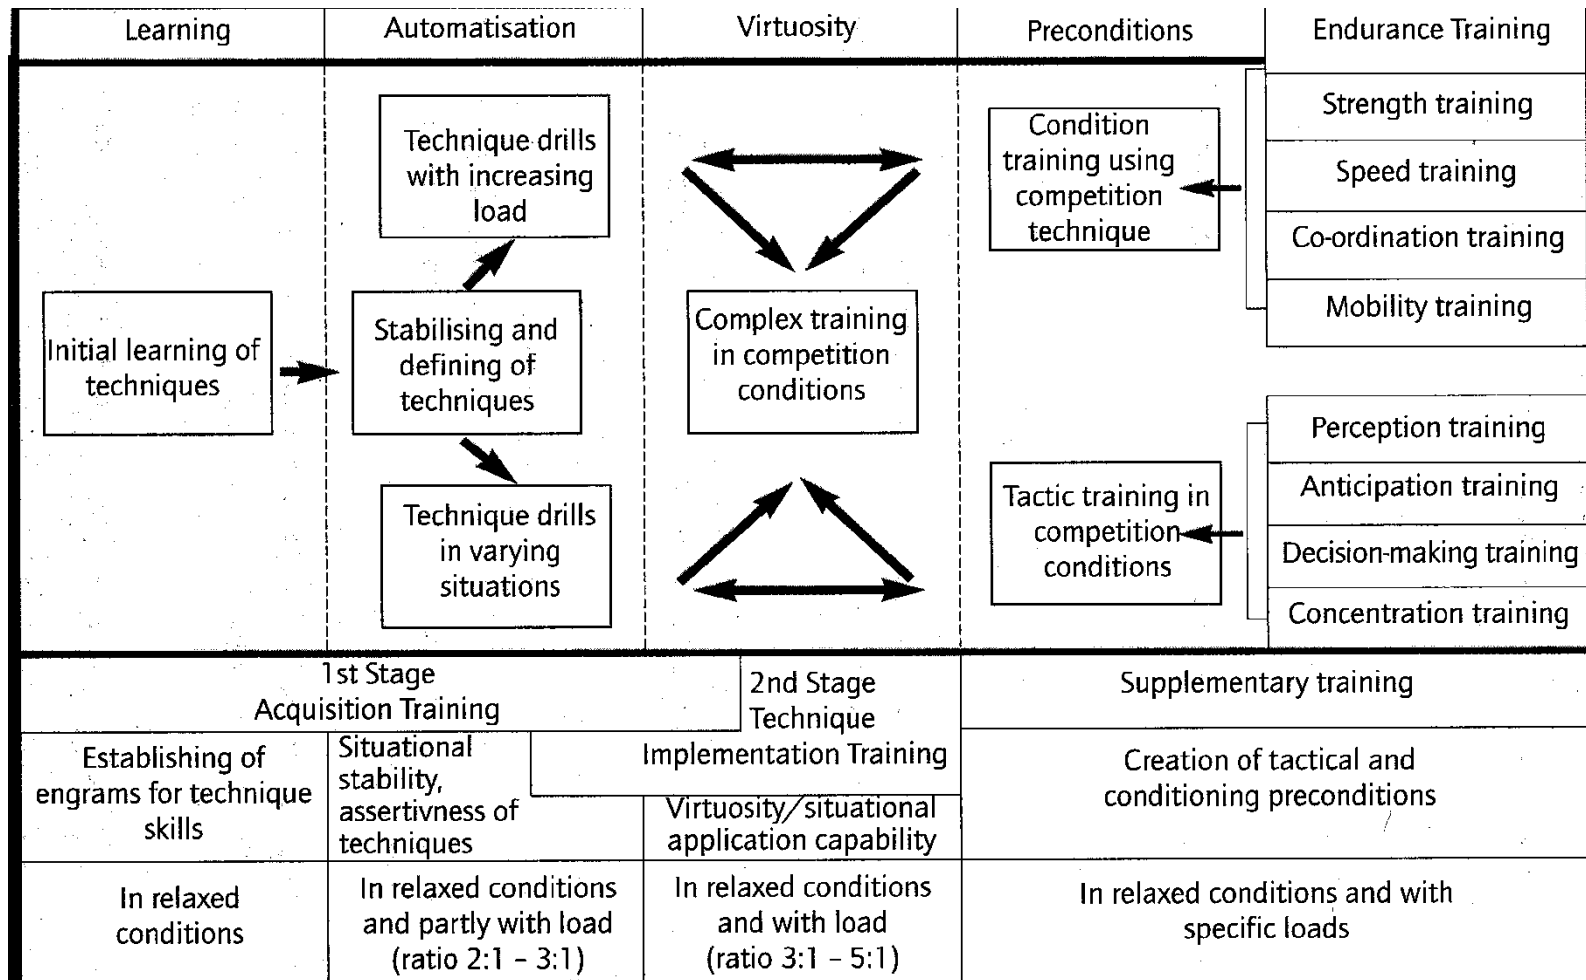 Learning
Automatisation
Virtuosity
Preconditions
Endurance Training
Technique drills
with increasing
load
Condition
training using
competition
technique
Strength training
Speed training
Co-ordination training
Mobility training
Initial learning of
techniques
Stabilising and
defining of
techniques
Complex training
in competition
conditions
Technique drills
in varying
situations
Tactic training in
competition
conditions
Perception training
Anticipation training
Decision-making training
Concentration training
1st Stage
Acquisition Training
2nd Stage
Technique
Implementation Training
Supplementary training
Establishing of
engrams for technique
skills
Situational
stability,
assertivness of
techniques
Virtuosity/situational
application capability
Creation of tactical and
conditioning preconditions
In relaxed
conditions
In relaxed conditions
and partly with load
(ratio 2:1 – 3:1)
In relaxed conditions
and with load
(ratio 3:1 – 5:1)
In relaxed conditions and with
specific loads